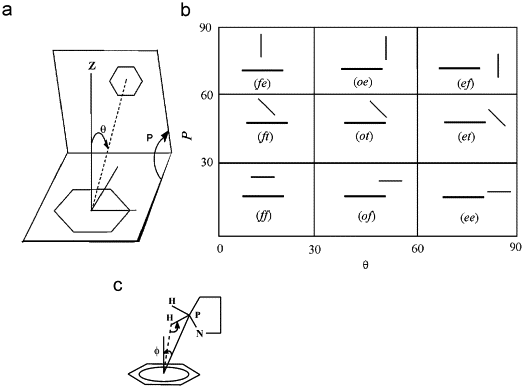 a
b
Z
θ
P
90
60
30
P
(fe)
(oe)
(ef)
(ft)
(ot)
(et)
(ff)
(of)
(ee)
0
30
60
90
θ
c
H
H
P
N
ϕ